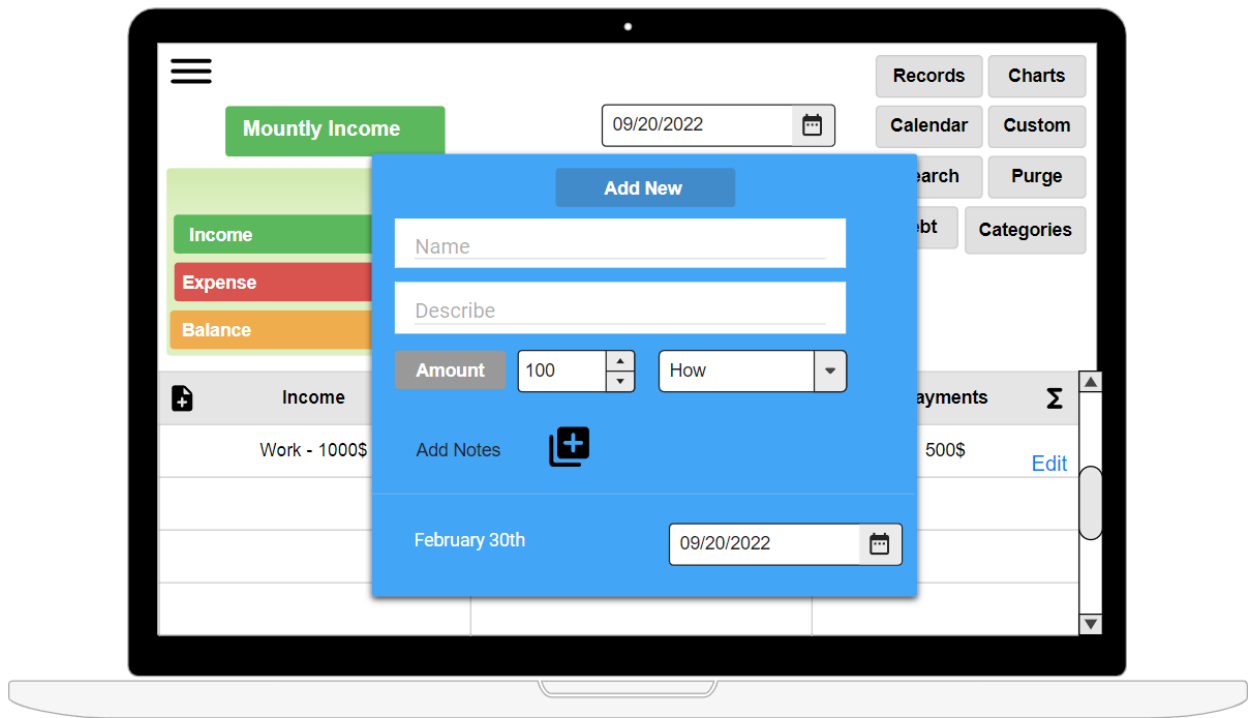 Records Charts
Mountly Income
09/20/2022
Calendar Custom
Add New
earch Purge
Income
Name
ebt Categories
Expense
Describe
Balance
Amount 100 How
Income
ayments Σ
Work - 1000$
Add Notes
500$
Edit
February 30th
09/20/2022